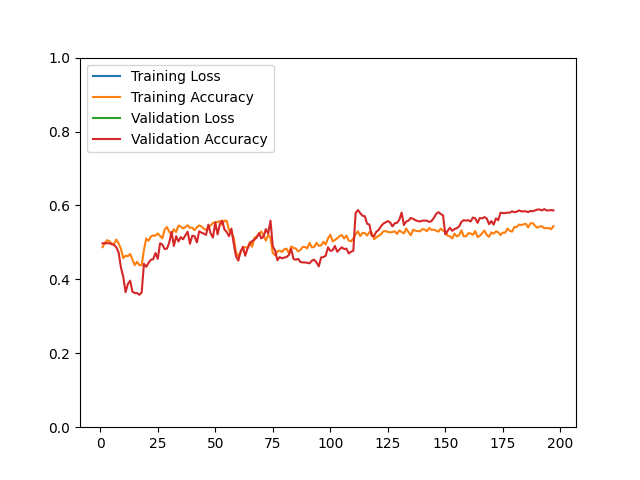 Training Loss
Training Accuracy
Validation Loss
Validation Accuracy
1.0
0.8
0.6
0.4
0.2
0.0
0 25 50 75 100 125 150 175 200